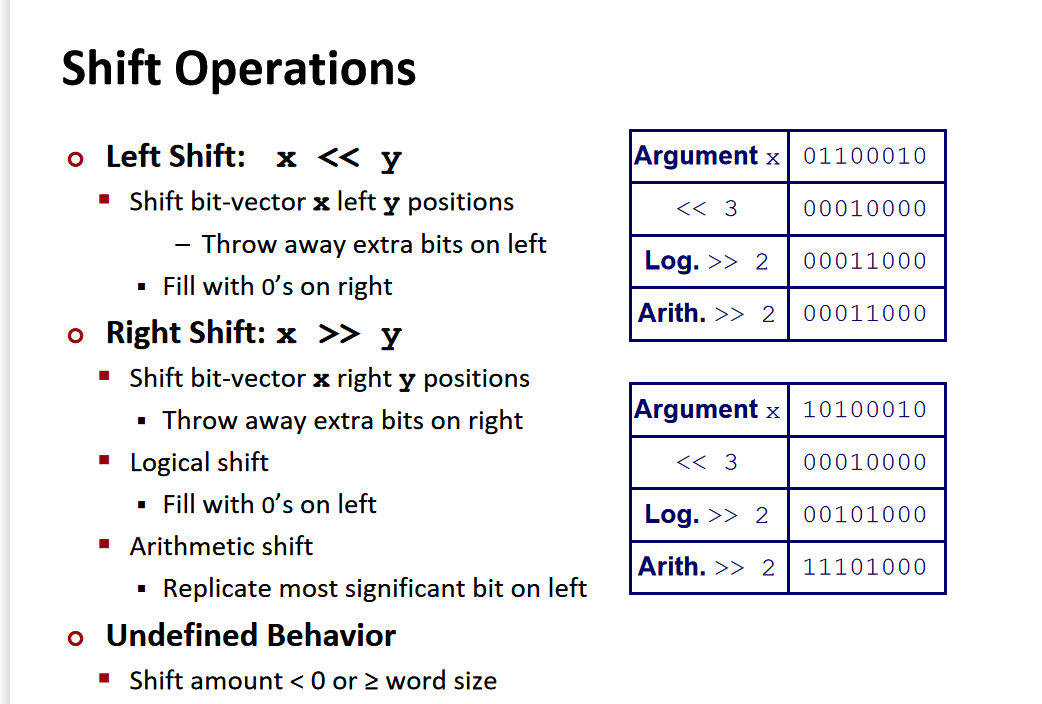 Shift Operations
Left Shift: x << y
Shift bit-vector x left y positions
– Throw away extra bits on left
Fill with 0’s on right
Right Shift: x >> y
Shift bit-vector x right y positions
Throw away extra bits on right
Logical shift
Fill with 0’s on left
Arithmetic shift
Replicate most significant bit on left
Undefined Behavior
Shift amount < 0 or ≥ word size
Argument x 01100010
<< 3 00010000
Log. >> 2 00011000
Arith. >> 2 00011000
Argument x 10100010
<< 3 00010000
Log. >> 2 00101000
Arith. >> 2 11101000